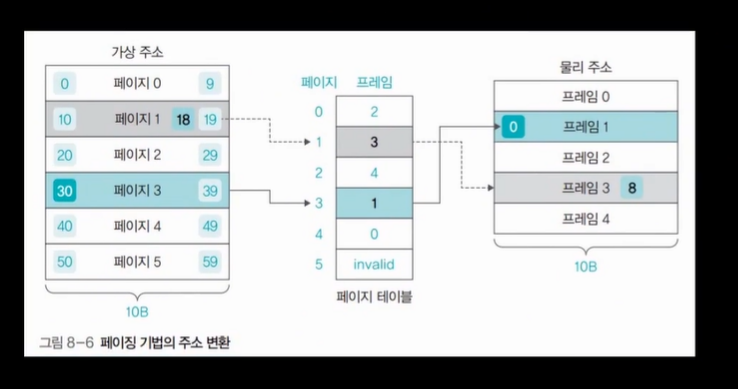 가상 주소
0 페이지 0 9
10 페이지 1 18 19
20 페이지 2 29
30 페이지 3 39
40 페이지 4 49
50 페이지 5 59
10B
페이지 프레임
0 2
1 3
2 4
3 1
4 0
5 invalid
페이지 테이블
물리 주소
프레임 0
0 프레임 1
프레임 2
프레임 3 8
프레임 4
10B
그림 8-6 페이징 기법의 주소 변환